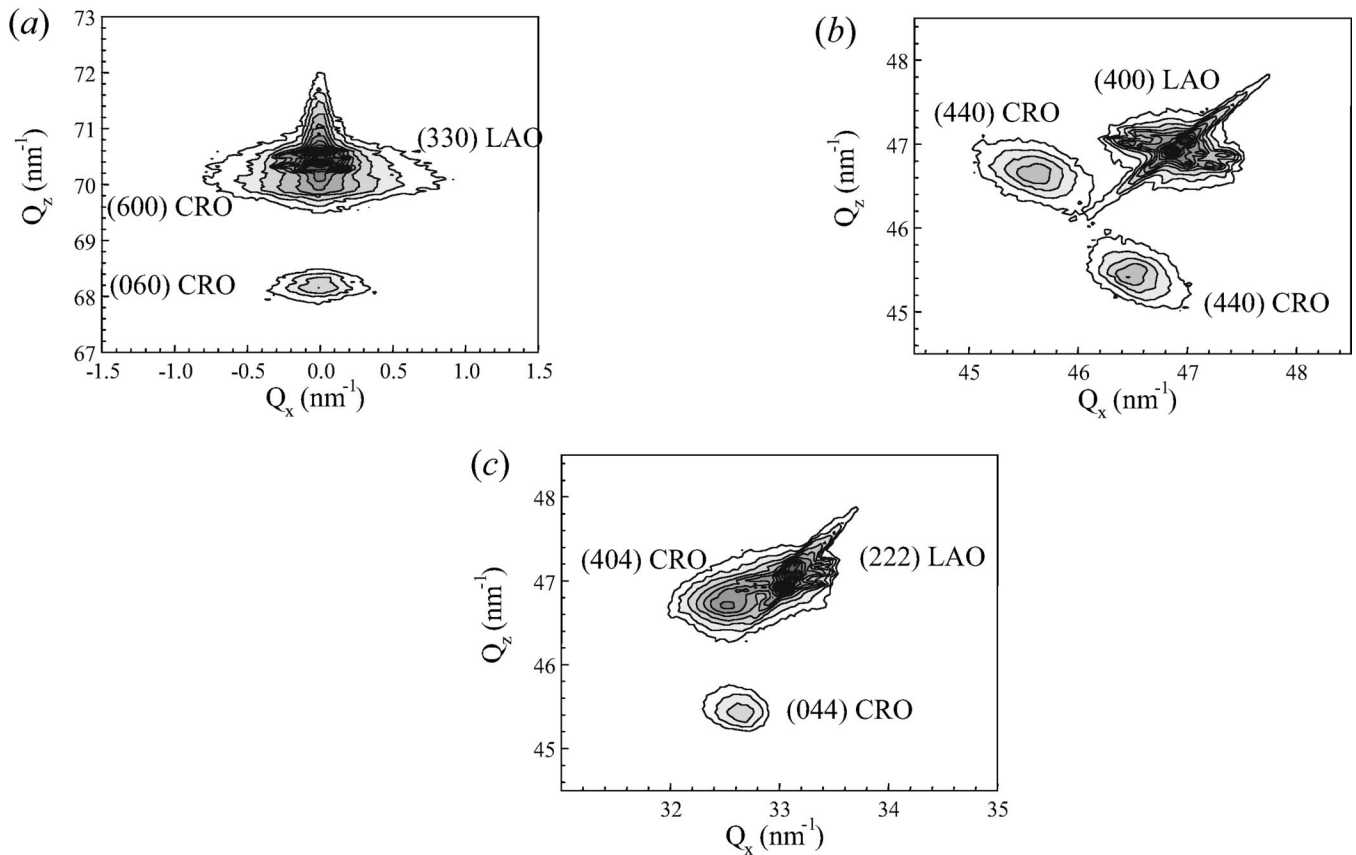 (a)
73
72
71
70
69
68
67
Q_z (nm⁻¹)
(330) LAO
(600) CRO
(060) CRO
-1.5 -1.0 -0.5 0.0 0.5 1.0 1.5
Q_x (nm⁻¹)
(b)
48
47
46
45
Q_z (nm⁻¹)
(400) LAO
(440) CRO
(440) CRO
45 46 47 48
Q_x (nm⁻¹)
(c)
48
47
46
45
Q_z (nm⁻¹)
(404) CRO
(222) LAO
(044) CRO
32 33 34 35
Q_x (nm⁻¹)